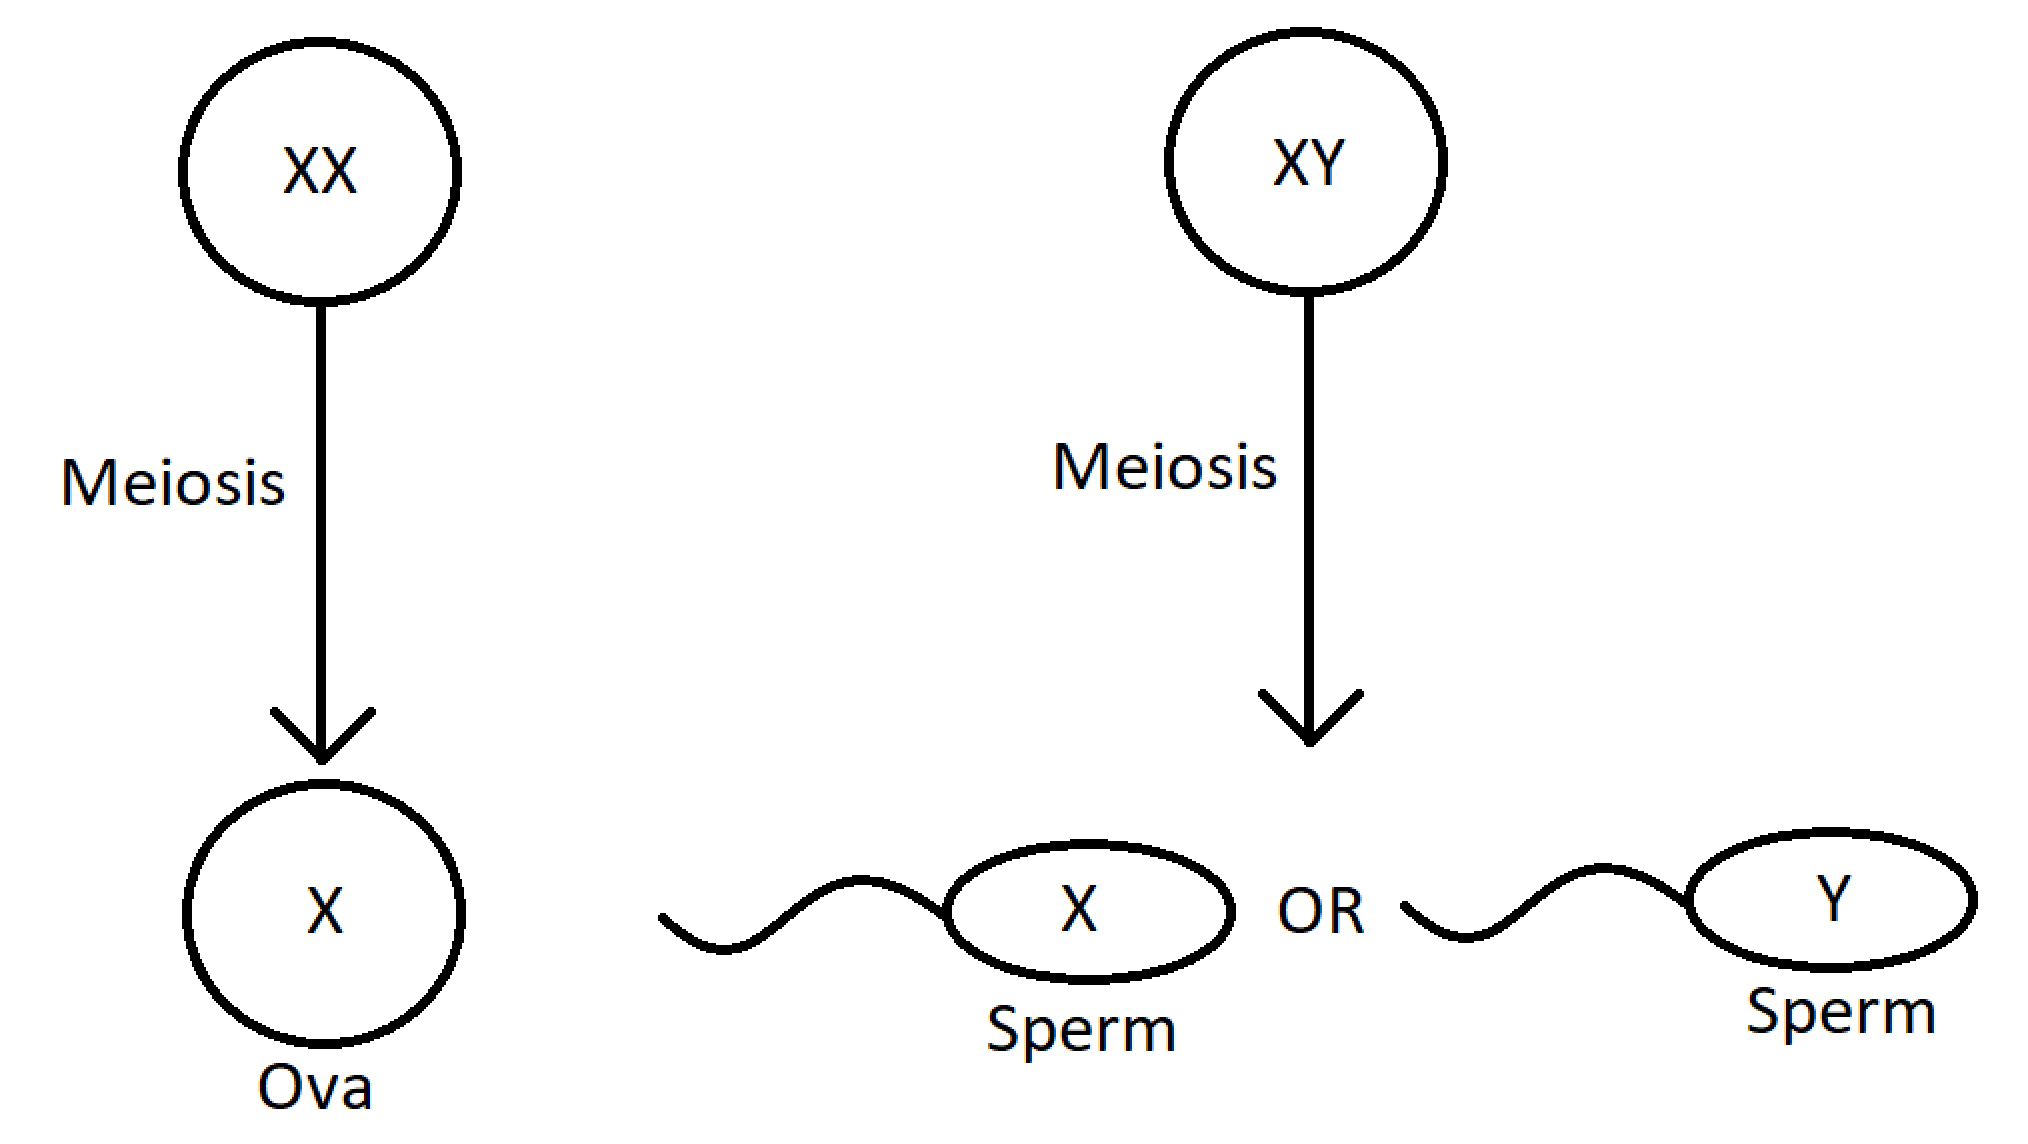 XX
XY
Meiosis
Meiosis
X
X
OR
Y
Sperm
Sperm
Ova